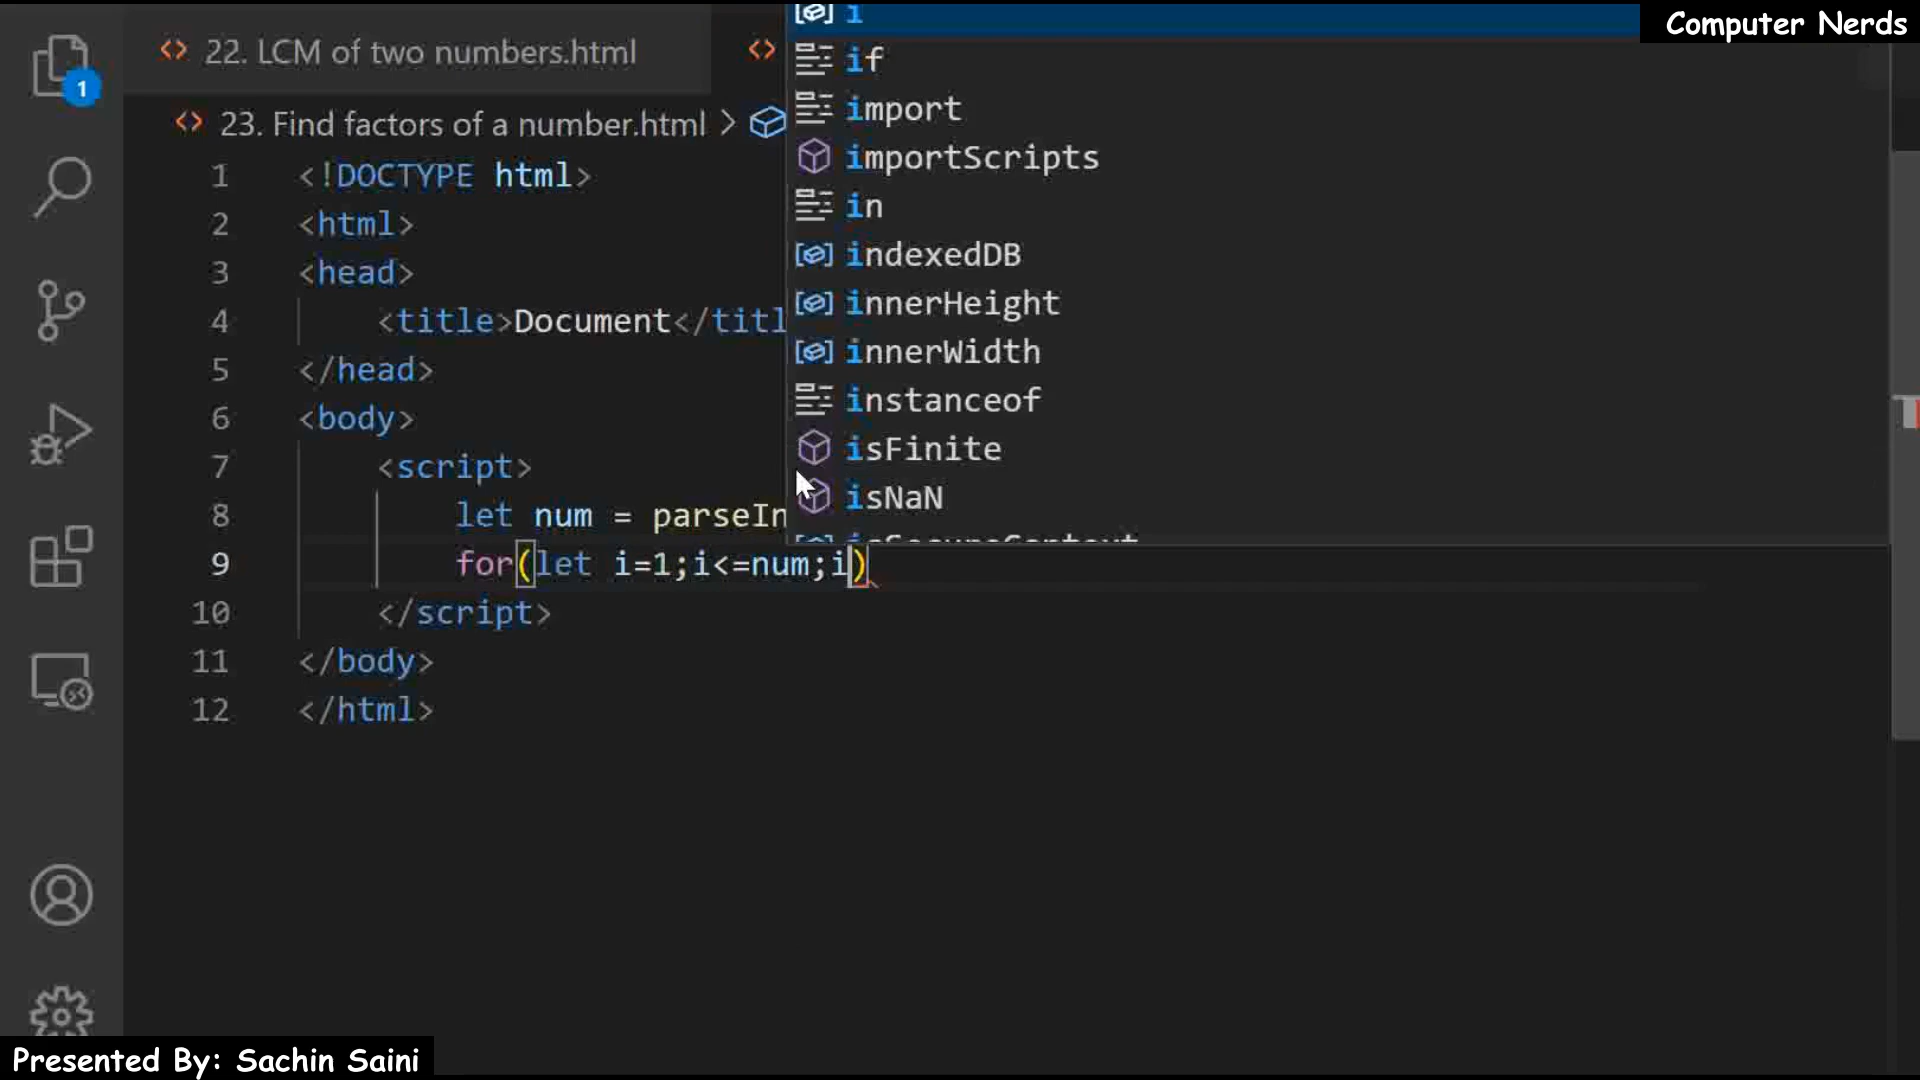 Computer Nerds
22. LCM of two numbers.html
23. Find factors of a number.html
1 <!DOCTYPE html>
2 <html>
3 <head>
4 <title>Document</titl
5 </head>
6 <body>
7 <script>
8 let num = parseIn
9 for(let i=1;i<=num;i)
10 </script>
11 </body>
12 </html>
i
if
import
importScripts
in
indexedDB
innerHeight
innerWidth
instanceof
isFinite
isNaN
isSecureContext
1
Presented By: Sachin Saini